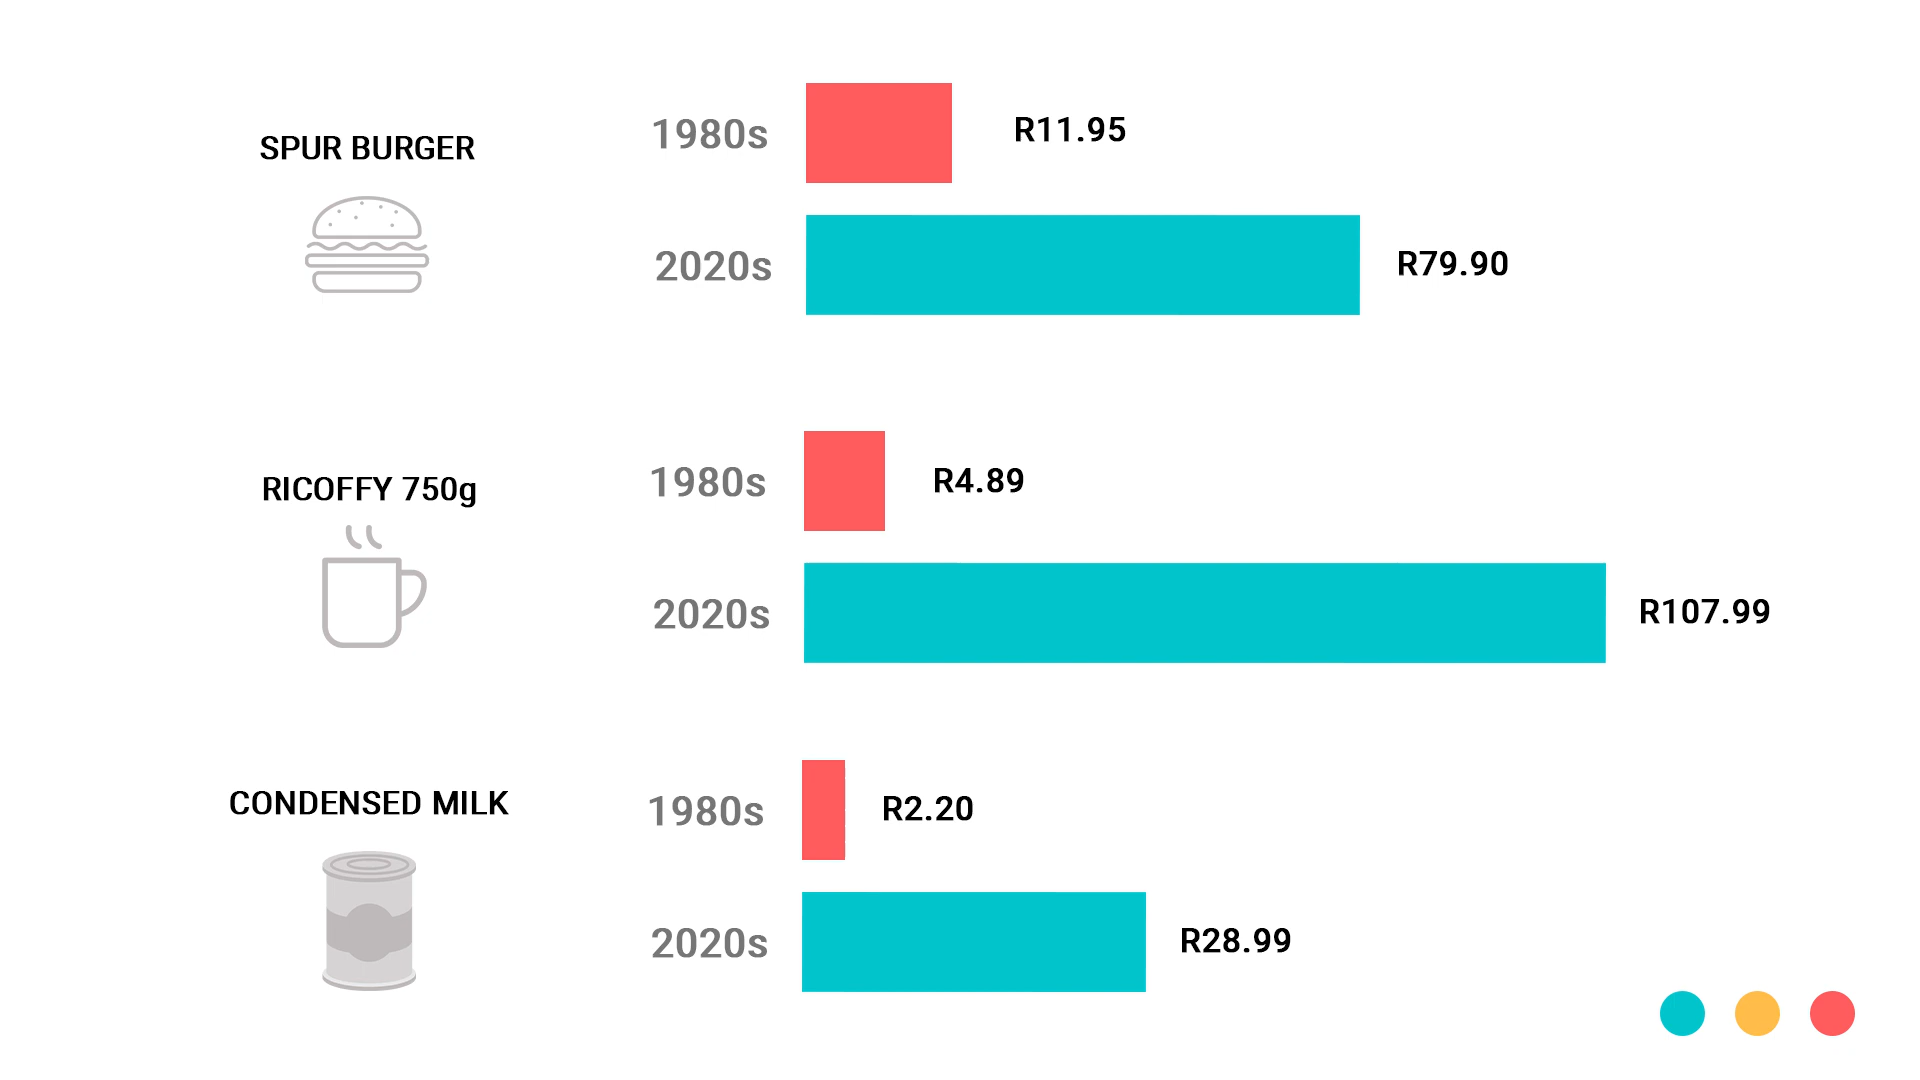 SPUR BURGER
1980s
R11.95
2020s
R79.90
RICOFFY 750g
1980s
R4.89
2020s
R107.99
CONDENSED MILK
1980s
R2.20
2020s
R28.99